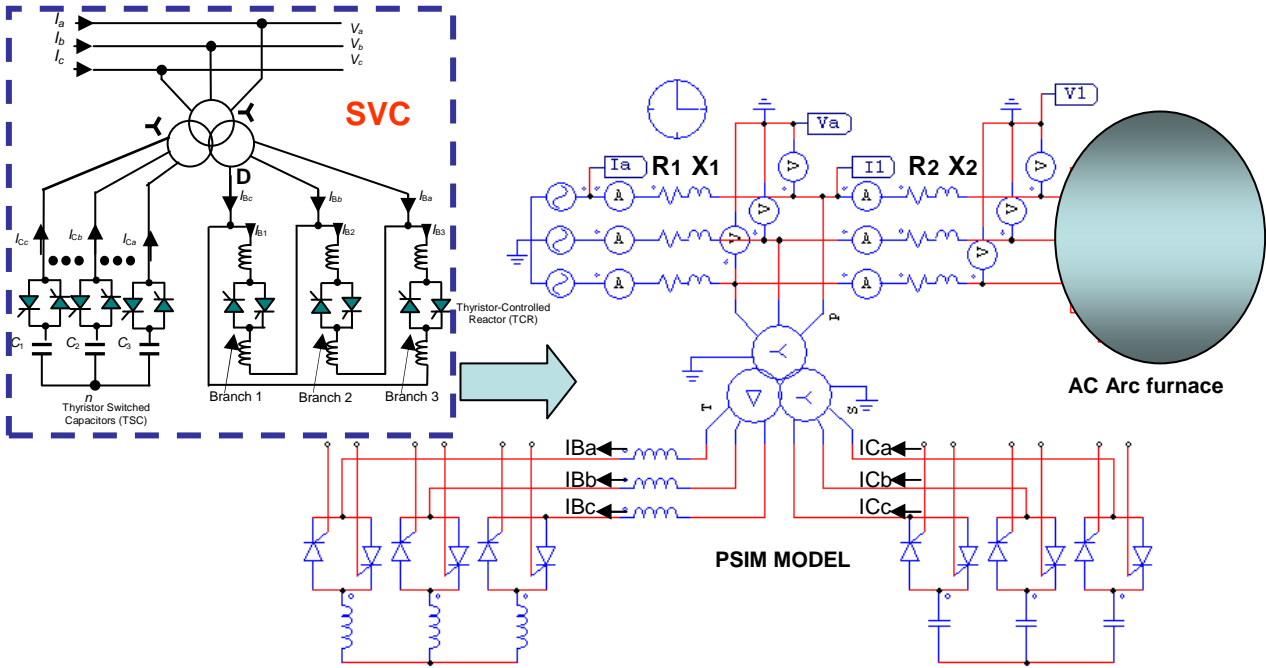 Ia
Va
Ib
Vb
Ic
Vc
SVC
D
IBc
IBb
IBa
ICc
ICb
ICa
IB1
IB2
IB3
Thyristor-Controlled
Reactor (TCR)
C1
C2
C3
n
Thyristor Switched
Capacitors (TSC)
Branch 1
Branch 2
Branch 3
V1
Va
Ia
R1 X1
I1
R2 X2
A
A
V
V
V
V
V
V
A
A
A
A
P
AC Arc furnace
T
S
IBa
IBb
IBc
ICa
ICb
ICc
PSIM MODEL